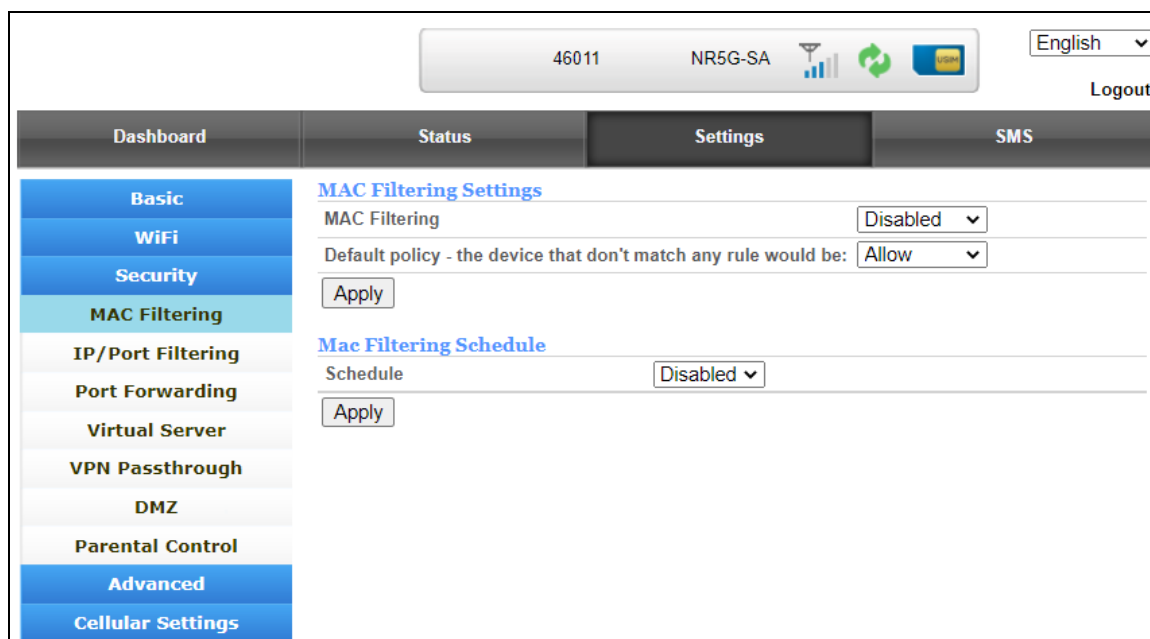 46011 NR5G-SA USIM English
Logout
Dashboard Status Settings SMS
Basic
WiFi
Security
MAC Filtering
IP/Port Filtering
Port Forwarding
Virtual Server
VPN Passthrough
DMZ
Parental Control
Advanced
Cellular Settings
MAC Filtering Settings
MAC Filtering Disabled
Default policy - the device that don't match any rule would be: Allow
Apply
Mac Filtering Schedule
Schedule Disabled
Apply